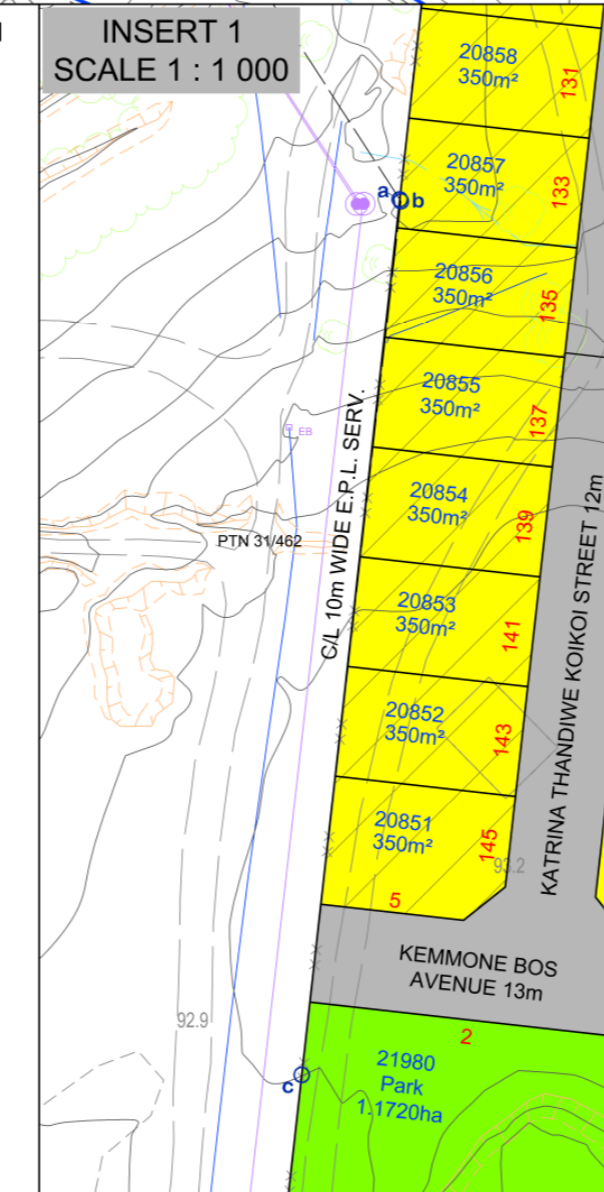 INSERT 1
SCALE 1 : 1 000
20858
350m²
131
20857
350m²
133
a
b
20856
350m²
135
20855
350m²
137
EB
C/L 10m WIDE E.P.L. SERV.
20854
350m²
139
PTN 31/462
KATRINA THANDIWE KOIKOI STREET 12m
20853
350m²
141
20852
350m²
143
20851
350m²
145
93.2
5
KEMMONE BOS
AVENUE 13m
92.9
2
21980
Park
1.1720ha
c